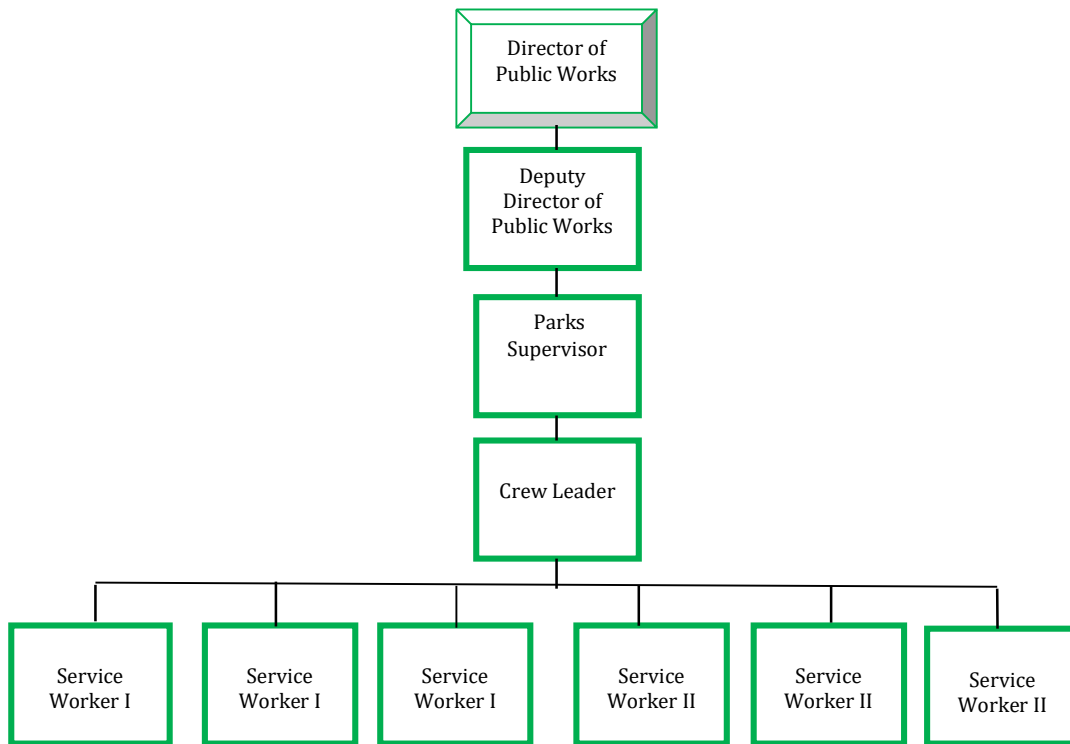 Director of
Public Works
Deputy
Director of
Public Works
Parks
Supervisor
Crew Leader
Service
Worker I
Service
Worker I
Service
Worker I
Service
Worker II
Service
Worker II
Service
Worker II